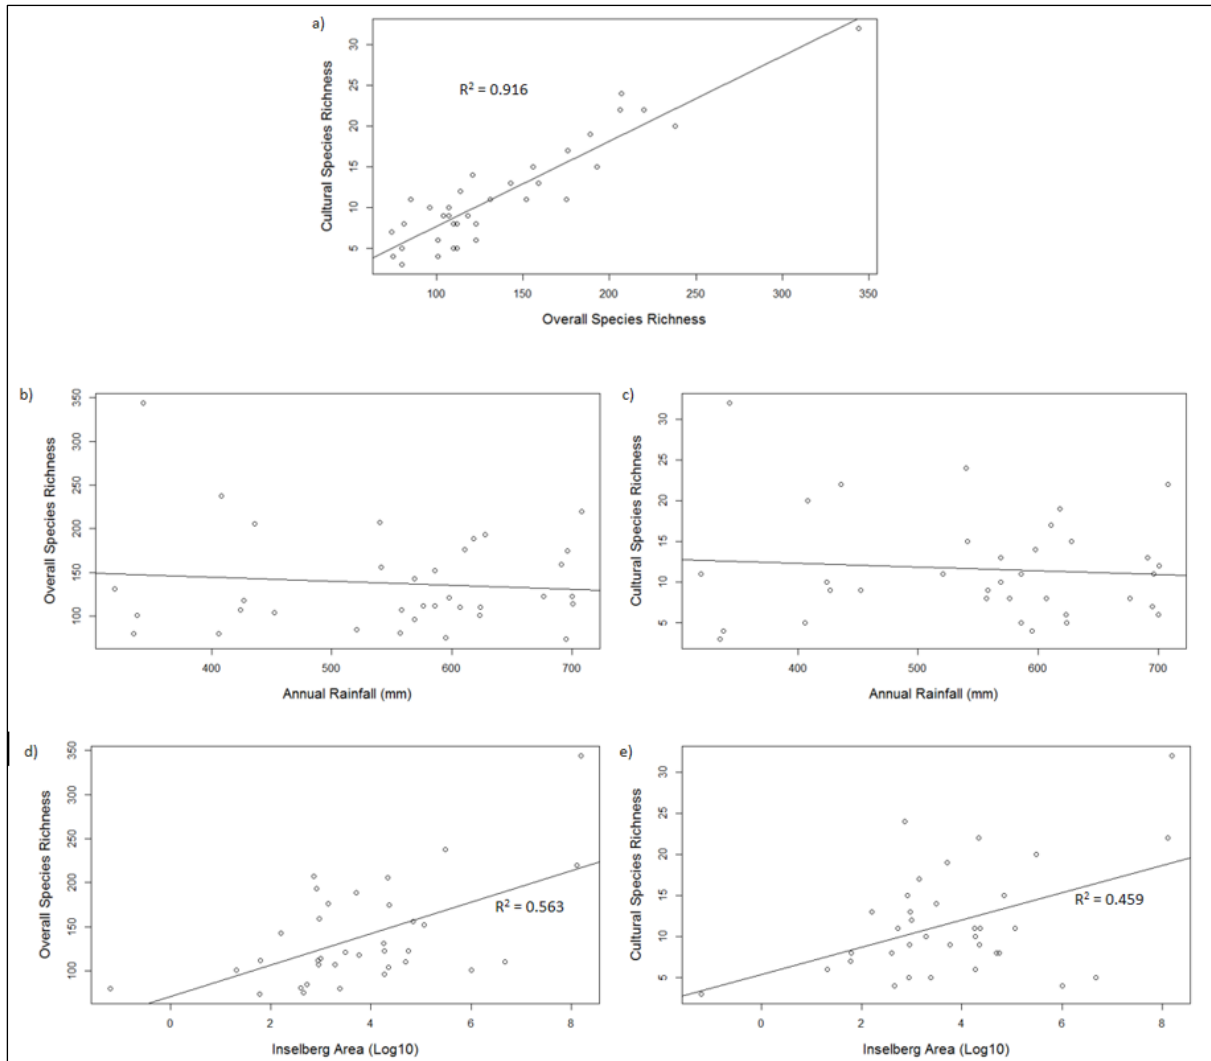 a)
Cultural Species Richness
30
25
20
15
10
5
R² = 0.916
100 150 200 250 300 350
Overall Species Richness
b)
Overall Species Richness
350
300
250
200
150
100
400 500 600 700
Annual Rainfall (mm)
c)
Cultural Species Richness
30
25
20
15
10
5
400 500 600 700
Annual Rainfall (mm)
d)
Overall Species Richness
350
300
250
200
150
100
R² = 0.563
0 2 4 6 8
Inselberg Area (Log10)
e)
Cultural Species Richness
30
25
20
15
10
5
R² = 0.459
0 2 4 6 8
Inselberg Area (Log10)